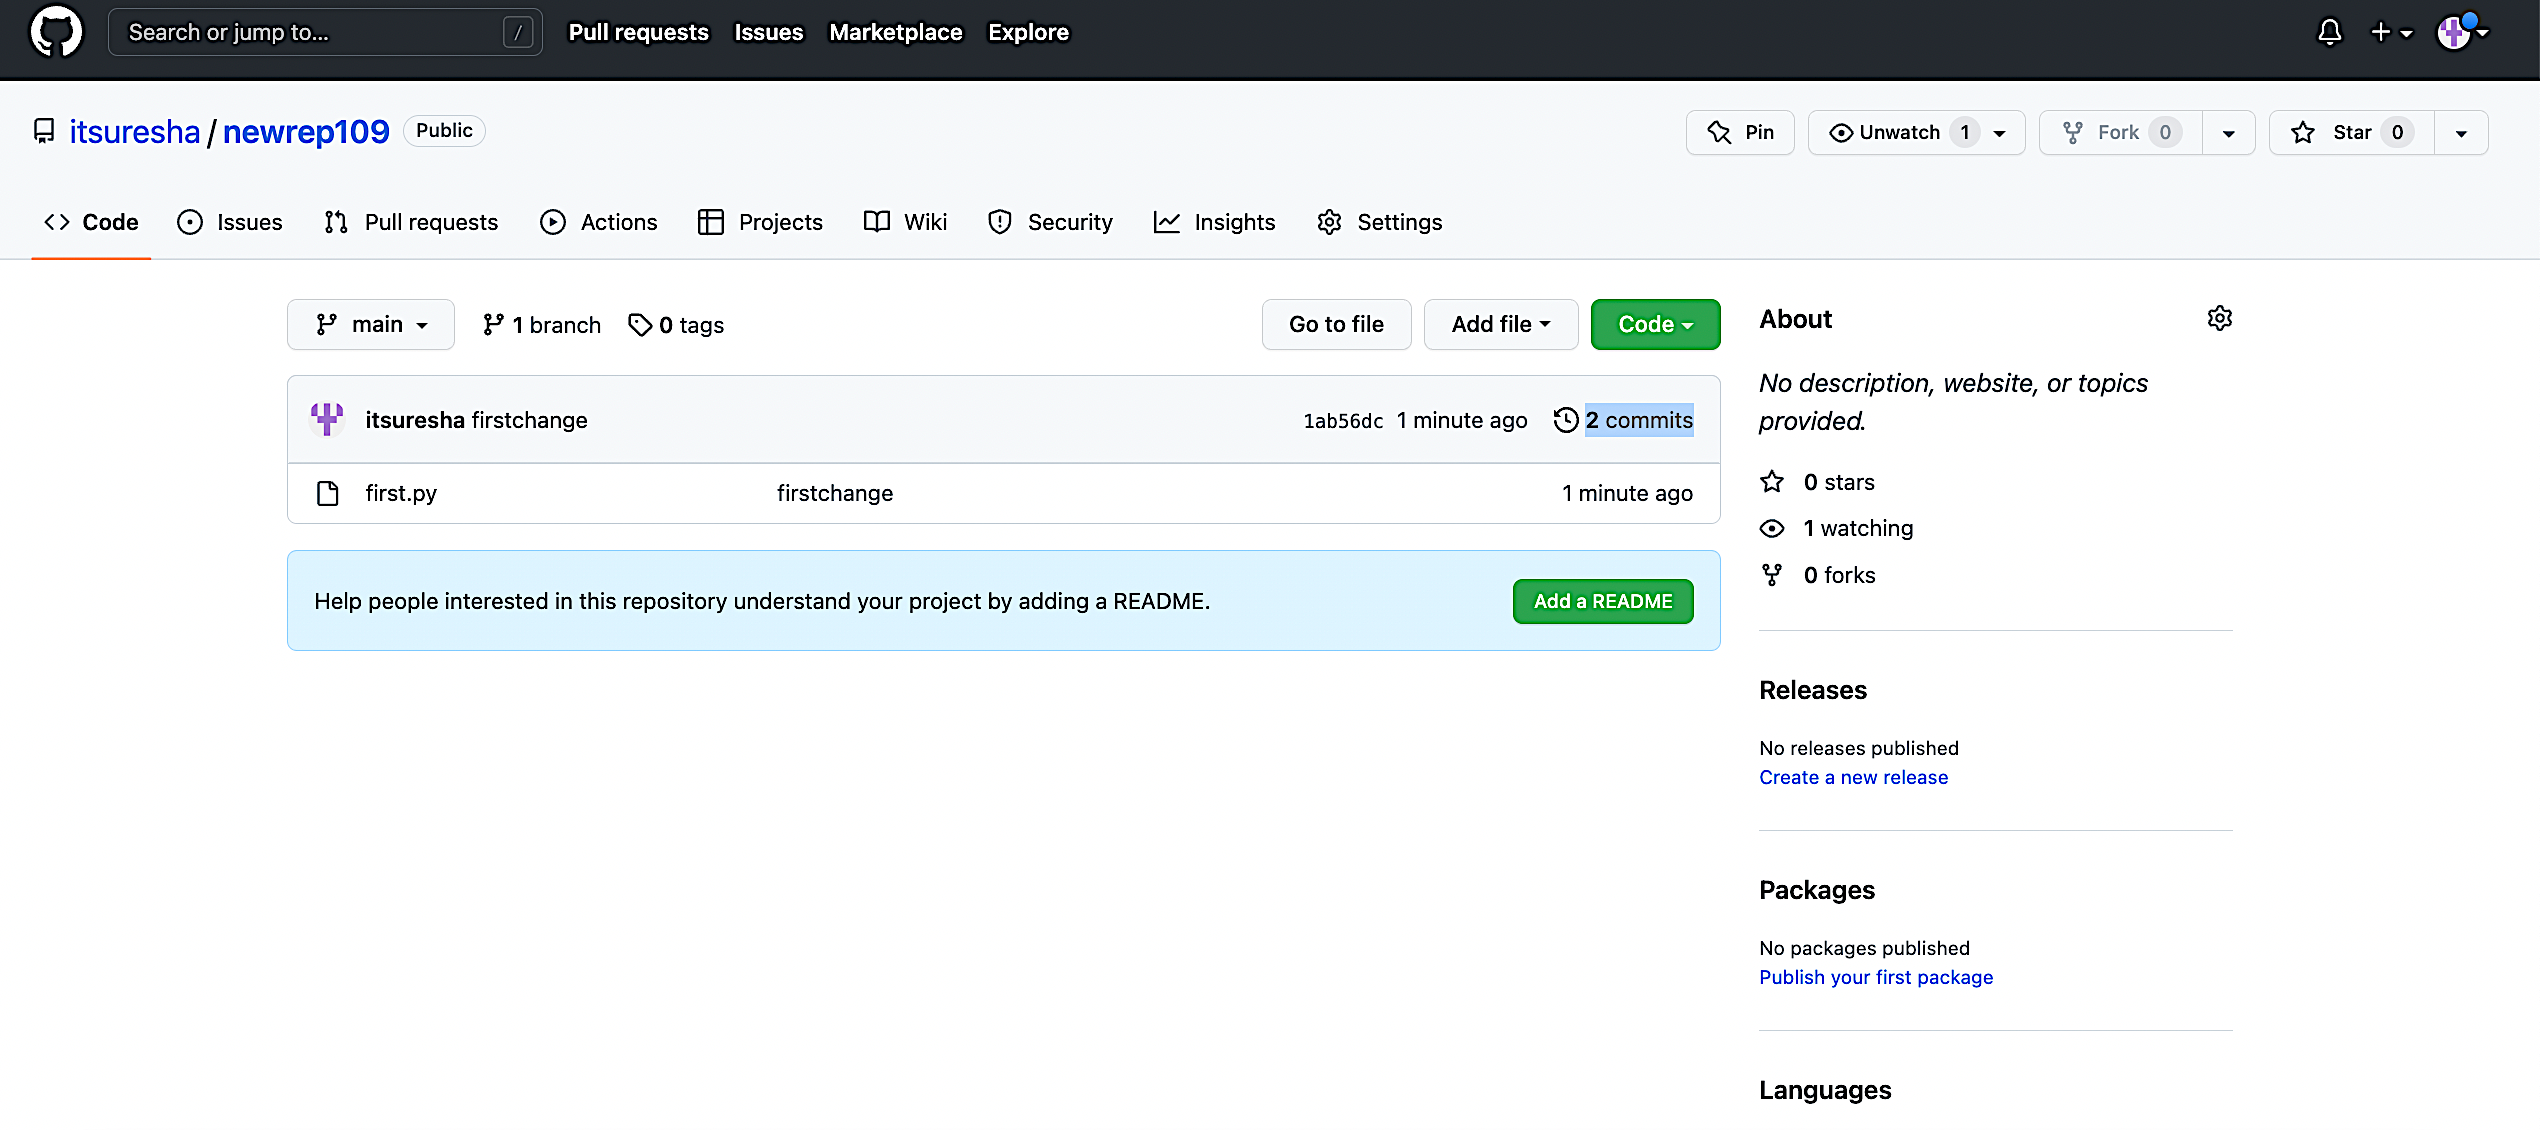 Search or jump to... /
Pull requests Issues Marketplace Explore
itsuresha / newrep109 Public
Pin Unwatch 1 Fork 0 Star 0
Code Issues Pull requests Actions Projects Wiki Security Insights Settings
main 1 branch 0 tags Go to file Add file Code
itsuresha firstchange 1ab56dc 1 minute ago 2 commits
first.py firstchange 1 minute ago
Help people interested in this repository understand your project by adding a README. Add a README
About
No description, website, or topics
provided.
0 stars
1 watching
0 forks
Releases
No releases published
Create a new release
Packages
No packages published
Publish your first package
Languages